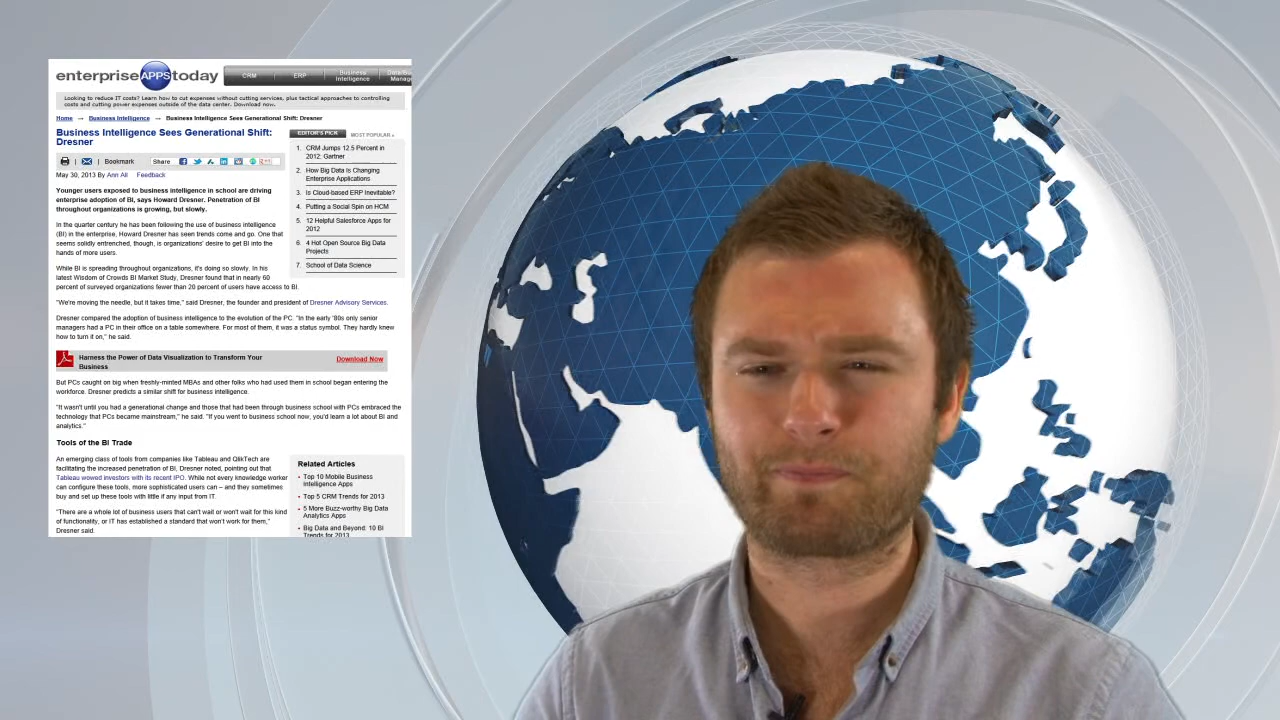 enterprise APPS today
CRM
ERP
Business
Intelligence
Looking to reduce IT costs? Learn how to cut expenses without cutting services, plus tactical approaches to controlling
costs and cutting power expenses outside of the data center. Download now.
Home → Business Intelligence → Business Intelligence Sees Generational Shift: Dresner
Business Intelligence Sees Generational Shift:
Dresner
| | Bookmark Share
May 30, 2013 By Ann All Feedback
Younger users exposed to business intelligence in school are driving
enterprise adoption of BI, says Howard Dresner. Penetration of BI
throughout organizations is growing, but slowly.
In the quarter century he has been following the use of business intelligence
(BI) in the enterprise, Howard Dresner has seen trends come and go. One that
seems solidly entrenched, though, is organizations' desire to get BI into the
hands of more users.
While BI is spreading throughout organizations, it's doing so slowly. In his
latest Wisdom of Crowds BI Market Study, Dresner found that in nearly 60
percent of surveyed organizations fewer than 20 percent of users have access to BI.
"We're moving the needle, but it takes time," said Dresner, the founder and president of Dresner Advisory Services.
Dresner compared the adoption of business intelligence to the evolution of the PC. "In the early '80s only senior
managers had a PC in their office on a table somewhere. For most of them, it was a status symbol. They hardly knew
how to turn it on," he said.
Harness the Power of Data Visualization to Transform Your
Business
Download Now
But PCs caught on big when freshly-minted MBAs and other folks who had used them in school began entering the
workforce. Dresner predicts a similar shift for business intelligence.
"It wasn't until you had a generational change and those that had been through business school with PCs embraced the
technology that PCs became mainstream," he said. "If you went to business school now, you'd learn a lot about BI and
analytics."
Tools of the BI Trade
An emerging class of tools from companies like Tableau and QlikTech are
facilitating the increased penetration of BI, Dresner noted, pointing out that
Tableau wowed investors with its recent IPO. While not every knowledge worker
can configure these tools, more sophisticated users can – and they sometimes
buy and set up these tools with little if any input from IT.
"There are a whole lot of business users that can't wait or won't wait for this kind
of functionality, or IT has established a standard that won't work for them,"
Dresner said.
EDITOR'S PICK
MOST POPULAR »
1. CRM Jumps 12.5 Percent in
2012: Gartner
2. How Big Data Is Changing
Enterprise Applications
3. Is Cloud-based ERP Inevitable?
4. Putting a Social Spin on HCM
5. 12 Helpful Salesforce Apps for
2012
6. 4 Hot Open Source Big Data
Projects
7. School of Data Science
Related Articles
• Top 10 Mobile Business
Intelligence Apps
• Top 5 CRM Trends for 2013
• 5 More Buzz-worthy Big Data
Analytics Apps
• Big Data and Beyond: 10 BI
Trends for 2013